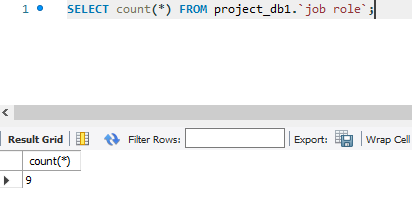 1 SELECT count(*) FROM project_db1.`job role`;
Result Grid Filter Rows: Export: Wrap Cell
count(*)
9